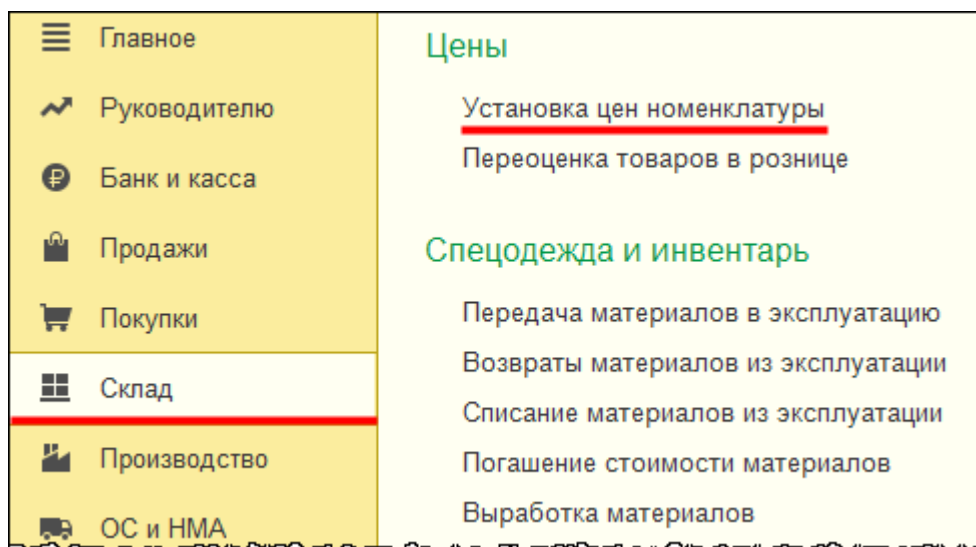 Главное
Руководителю
Банк и касса
Продажи
Покупки
Склад
Производство
ОС и НМА
Цены
Установка цен номенклатуры
Переоценка товаров в рознице
Спецодежда и инвентарь
Передача материалов в эксплуатацию
Возвраты материалов из эксплуатации
Списание материалов из эксплуатации
Погашение стоимости материалов
Выработка материалов